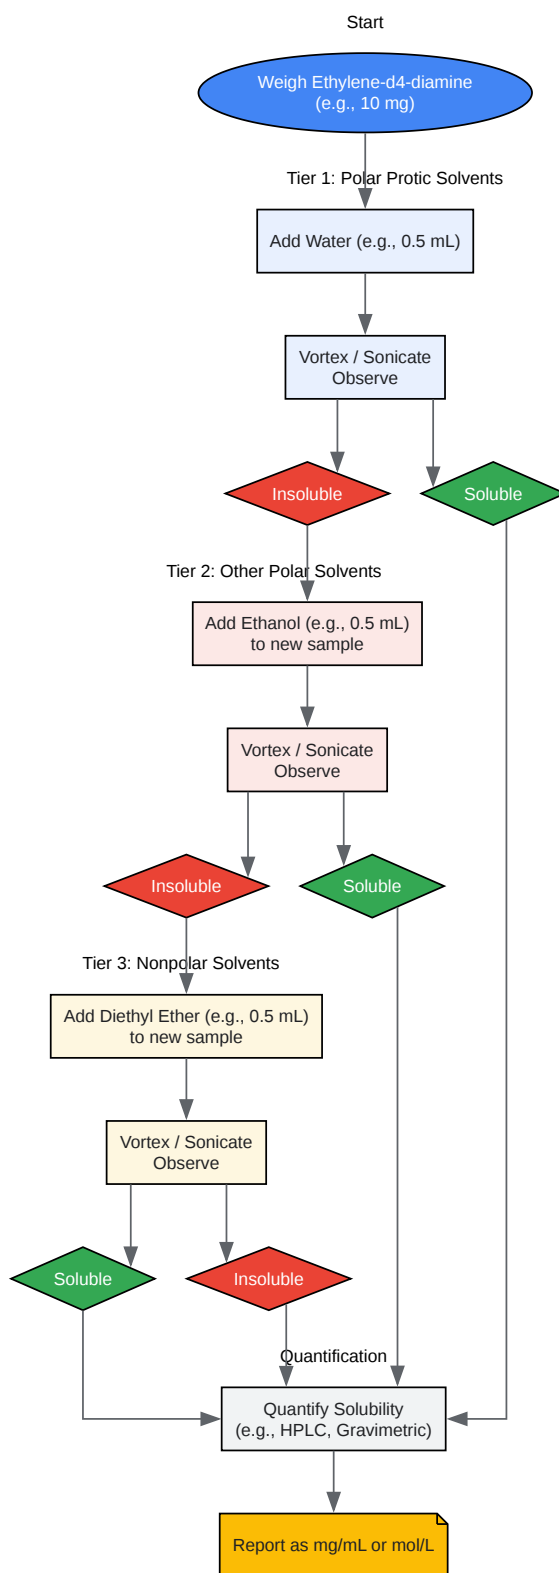 Start
Weigh Ethylene-d4-diamine
(e.g., 10 mg)
Tier 1: Polar Protic Solvents
Add Water (e.g., 0.5 mL)
Vortex / Sonicate
Observe
Insoluble
Soluble
Tier 2: Other Polar Solvents
Add Ethanol (e.g., 0.5 mL)
to new sample
Vortex / Sonicate
Observe
Insoluble
Soluble
Tier 3: Nonpolar Solvents
Add Diethyl Ether (e.g., 0.5 mL)
to new sample
Vortex / Sonicate
Observe
Soluble
Insoluble
Quantification
Quantify Solubility
(e.g., HPLC, Gravimetric)
Report as mg/mL or mol/L